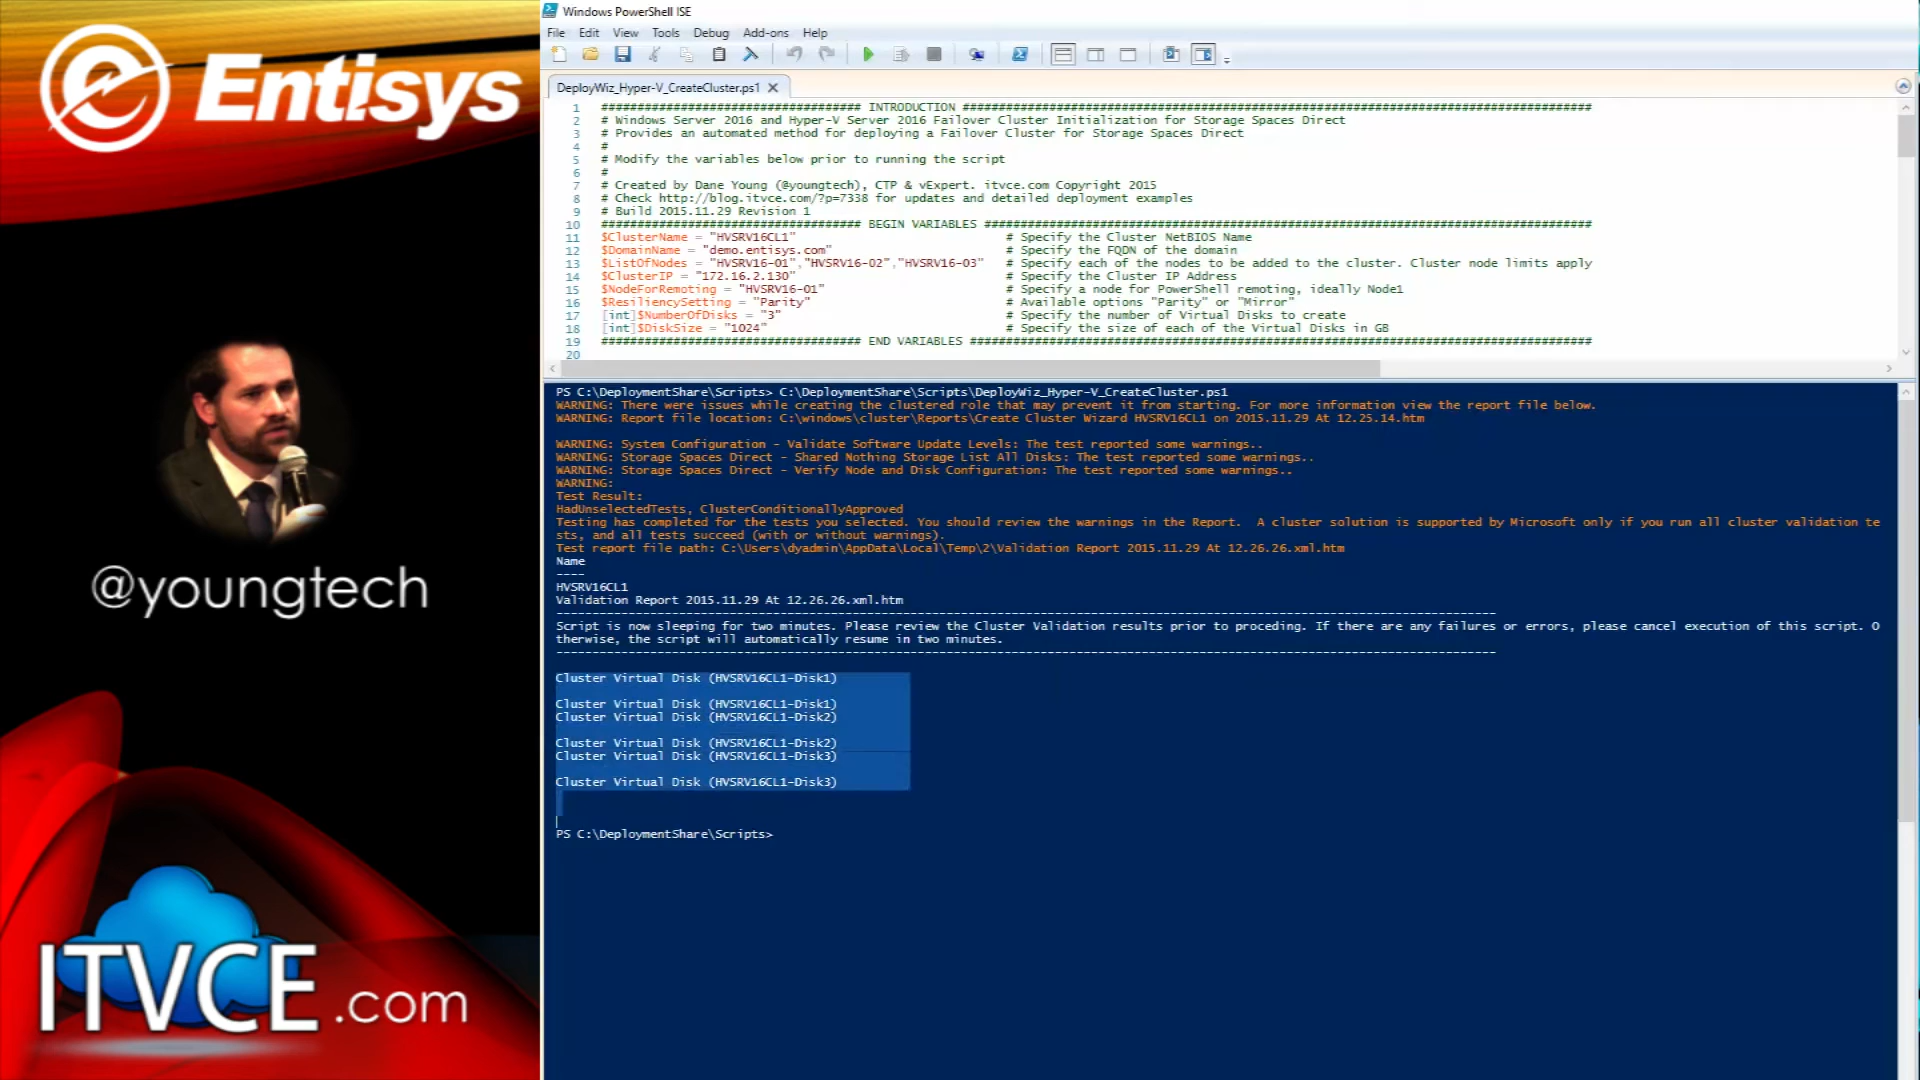 Entisys
@youngtech
ITVCE.com
Windows PowerShell ISE
File Edit View Tools Debug Add-ons Help
DeployWiz_Hyper-V_CreateCluster.ps1
1 #################################### INTRODUCTION #######################################################################################
2 # Windows Server 2016 and Hyper-V Server 2016 Failover Cluster Initialization for Storage Spaces Direct
3 # Provides an automated method for deploying a Failover Cluster for Storage Spaces Direct
4 #
5 # Modify the variables below prior to running the script
6 #
7 # Created by Dane Young (@youngtech), CTP & vExpert. itvce.com Copyright 2015
8 # Check http://blog.itvce.com/?p=7338 for updates and detailed deployment examples
9 # Build 2015.11.29 Revision 1
10 #################################### BEGIN VARIABLES ####################################################################################
11 $ClusterName = "HVSRV16CL1" # Specify the Cluster NetBIOS Name
12 $DomainName = "demo.entisys.com" # Specify the FQDN of the domain
13 $ListOfNodes = "HVSRV16-01","HVSRV16-02","HVSRV16-03" # Specify each of the nodes to be added to the cluster. Cluster node limits apply
14 $ClusterIP = "172.16.2.130" # Specify the Cluster IP Address
15 $NodeForRemoting = "HVSRV16-01" # Specify a node for PowerShell remoting, ideally Node1
16 $ResiliencySetting = "Parity" # Available options "Parity" or "Mirror"
17 [int]$NumberOfDisks = "3" # Specify the number of Virtual Disks to create
18 [int]$DiskSize = "1024" # Specify the size of each of the Virtual Disks in GB
19 #################################### END VARIABLES ######################################################################################
20
PS C:\DeploymentShare\Scripts> C:\DeploymentShare\Scripts\DeployWiz_Hyper-V_CreateCluster.ps1
WARNING: There were issues while creating the clustered role that may prevent it from starting. For more information view the report file below.
WARNING: Report file location: C:\windows\cluster\Reports\Create Cluster Wizard HVSRV16CL1 on 2015.11.29 At 12.25.14.htm
WARNING: System Configuration - Validate Software Update Levels: The test reported some warnings..
WARNING: Storage Spaces Direct - Shared Nothing Storage List All Disks: The test reported some warnings..
WARNING: Storage Spaces Direct - Verify Node and Disk Configuration: The test reported some warnings..
WARNING:
Test Result:
HadUnselectedTests, ClusterConditionallyApproved
Testing has completed for the tests you selected. You should review the warnings in the Report.  A cluster solution is supported by Microsoft only if you run all cluster validation te
sts, and all tests succeed (with or without warnings).
Test report file path: C:\Users\dyadmin\AppData\Local\Temp\2\Validation Report 2015.11.29 At 12.26.26.xml.htm
Name
----
HVSRV16CL1
Validation Report 2015.11.29 At 12.26.26.xml.htm
----------------------------------------------------------------------------------------------------------------------------------
Script is now sleeping for two minutes. Please review the Cluster Validation results prior to proceding. If there are any failures or errors, please cancel execution of this script. O
therwise, the script will automatically resume in two minutes.
----------------------------------------------------------------------------------------------------------------------------------
Cluster Virtual Disk (HVSRV16CL1-Disk1)
Cluster Virtual Disk (HVSRV16CL1-Disk1)
Cluster Virtual Disk (HVSRV16CL1-Disk2)
Cluster Virtual Disk (HVSRV16CL1-Disk2)
Cluster Virtual Disk (HVSRV16CL1-Disk3)
Cluster Virtual Disk (HVSRV16CL1-Disk3)
PS C:\DeploymentShare\Scripts>